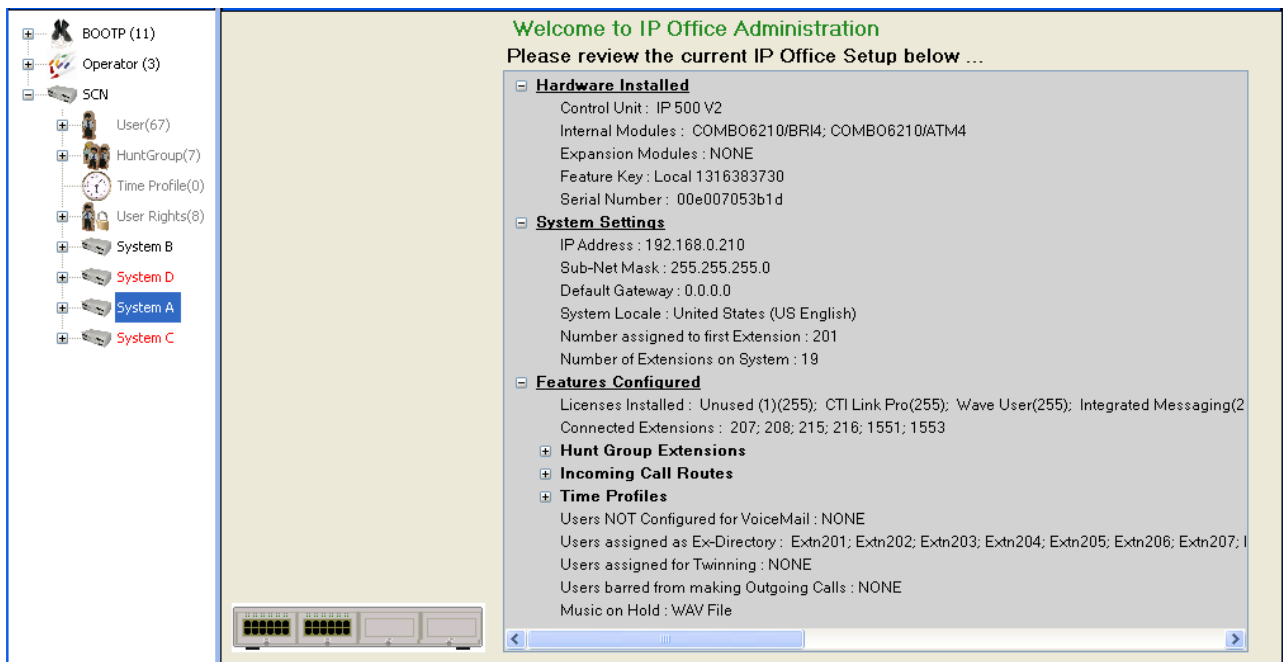 BOOTP (11)
Operator (3)
SCN
User(67)
HuntGroup(7)
Time Profile(0)
User Rights(8)
System B
System D
System A
System C
Welcome to IP Office Administration
Please review the current IP Office Setup below ...
Hardware Installed
Control Unit : IP 500 V2
Internal Modules : COMBO6210/BRI4; COMBO6210/ATM4
Expansion Modules : NONE
Feature Key : Local 1316383730
Serial Number : 00e007053b1d
System Settings
IP Address : 192.168.0.210
Sub-Net Mask : 255.255.255.0
Default Gateway : 0.0.0.0
System Locale : United States (US English)
Number assigned to first Extension : 201
Number of Extensions on System : 19
Features Configured
Licenses Installed : Unused (1)(255); CTI Link Pro(255); Wave User(255); Integrated Messaging(2
Connected Extensions : 207; 208; 215; 216; 1551; 1553
Hunt Group Extensions
Incoming Call Routes
Time Profiles
Users NOT Configured for VoiceMail : NONE
Users assigned as Ex-Directory : Extn201; Extn202; Extn203; Extn204; Extn205; Extn206; Extn207;
Users assigned for Twinning : NONE
Users barred from making Outgoing Calls : NONE
Music on Hold : WAV File